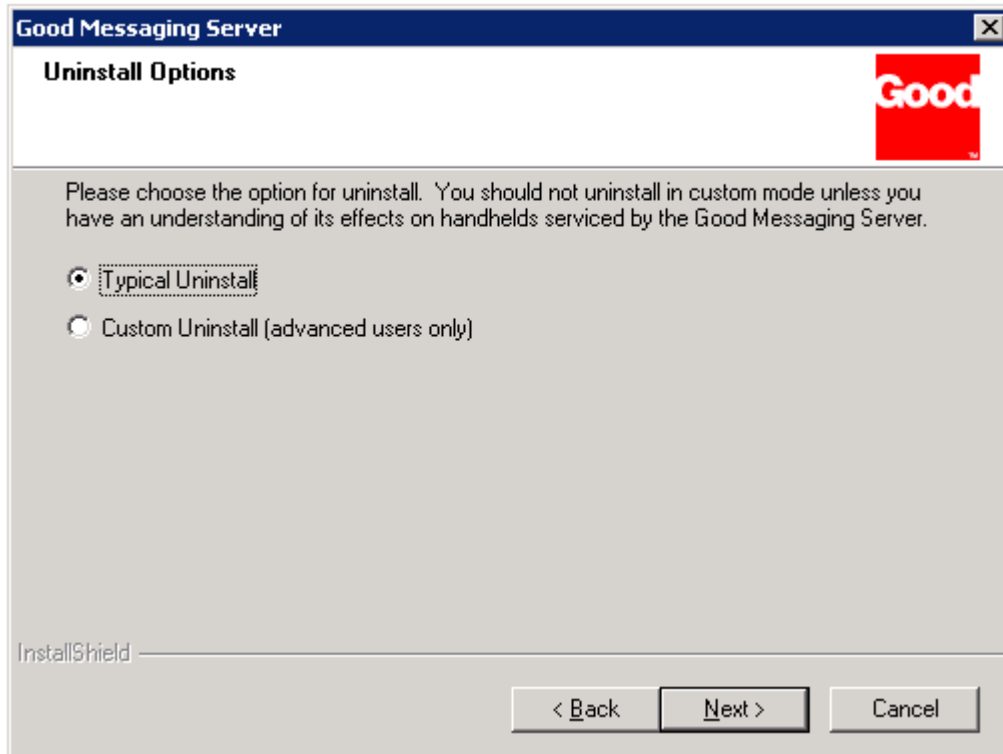 Good Messaging Server
Uninstall Options
Good
TM
Please choose the option for uninstall.  You should not uninstall in custom mode unless you
have an understanding of its effects on handhelds serviced by the Good Messaging Server.
Typical Uninstall
Custom Uninstall (advanced users only)
InstallShield
< Back
Next >
Cancel